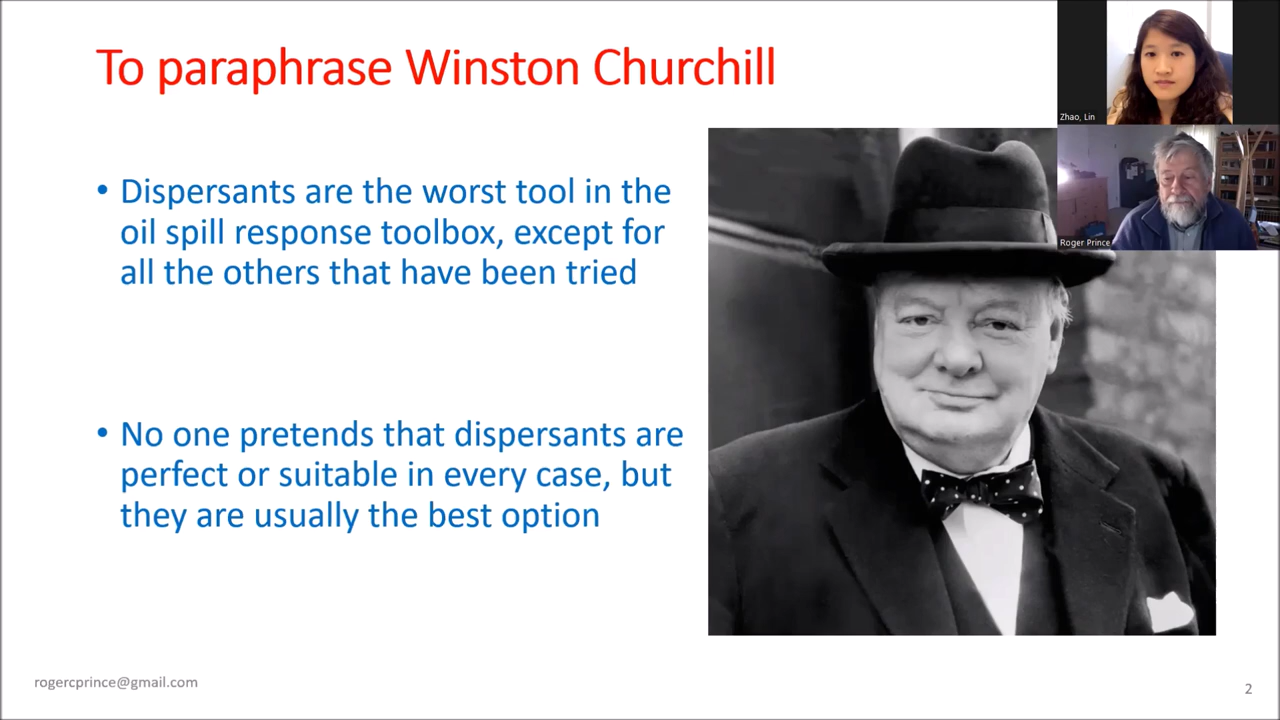 To paraphrase Winston Churchill
Zhao, Lin
Roger Prince
• Dispersants are the worst tool in the
oil spill response toolbox, except for
all the others that have been tried
• No one pretends that dispersants are
perfect or suitable in every case, but
they are usually the best option
rogercprince@gmail.com
2